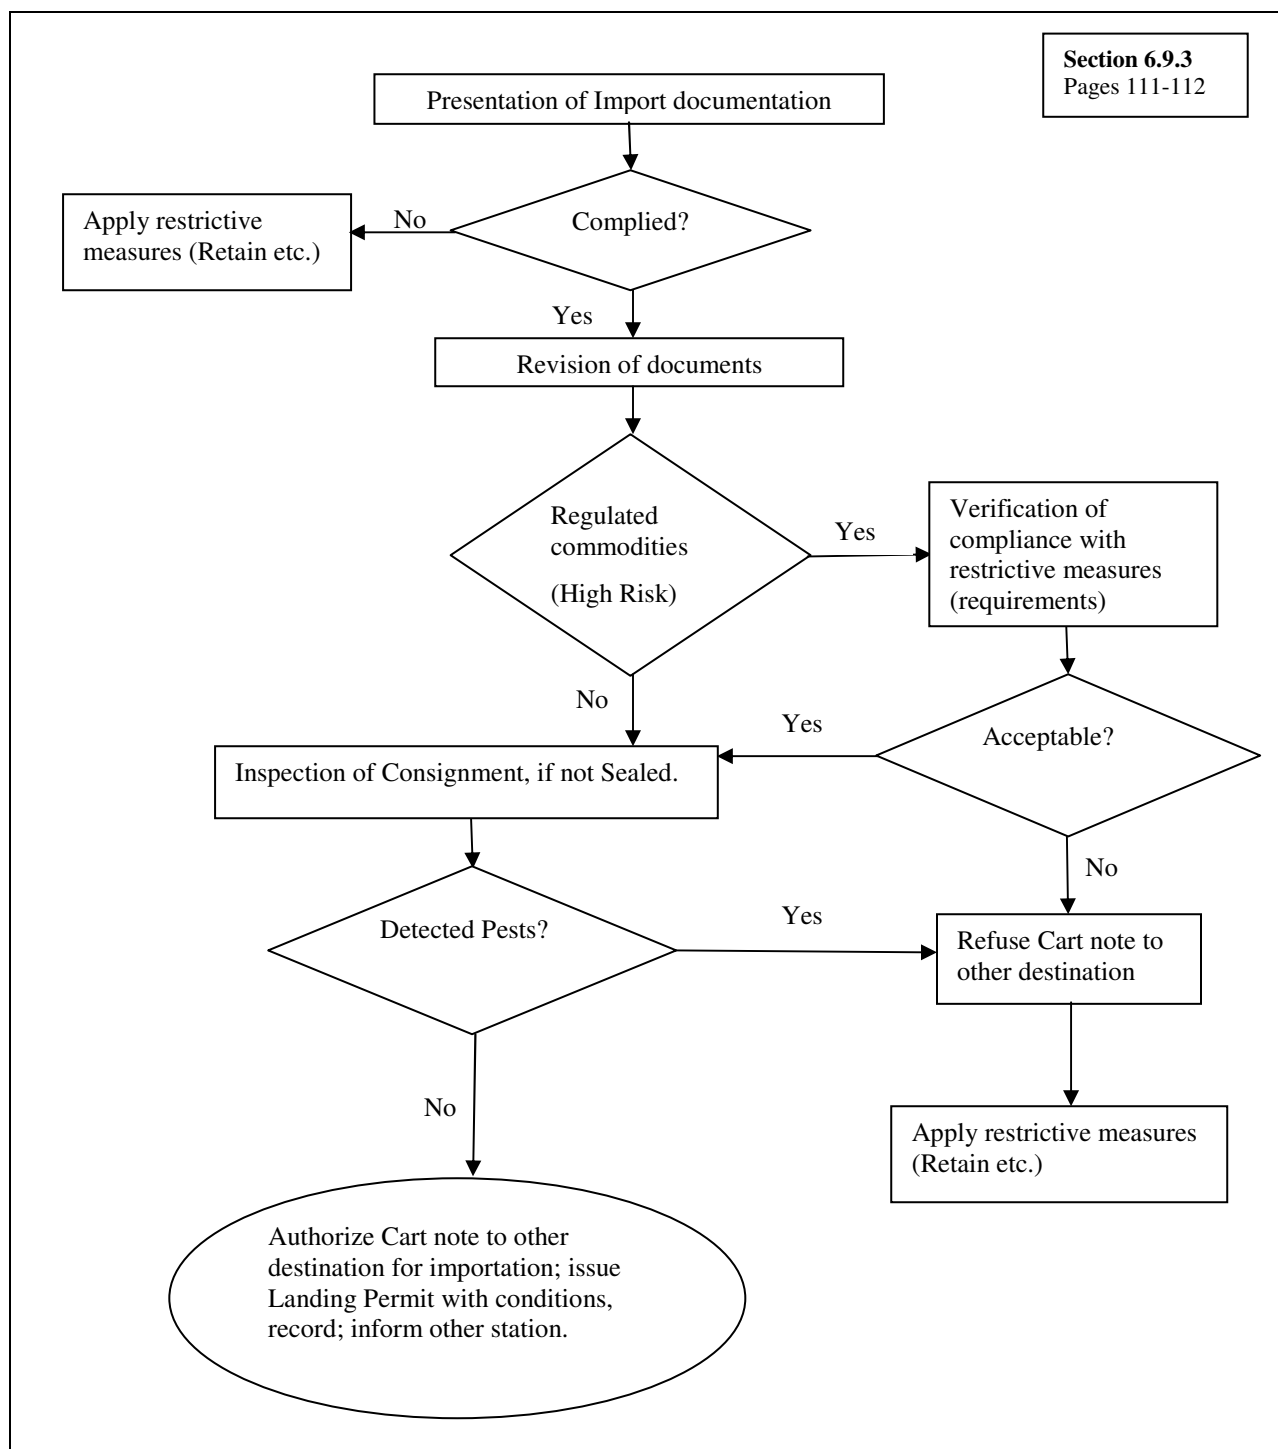 Section 6.9.3
Pages 111-112
Presentation of Import documentation
Complied?
No
Apply restrictive
measures (Retain etc.)
Yes
Revision of documents
Regulated
commodities
(High Risk)
Yes
Verification of
compliance with
restrictive measures
(requirements)
No
Yes
Acceptable?
Inspection of Consignment, if not Sealed.
No
Detected Pests?
Yes
Refuse Cart note to
other destination
No
Apply restrictive measures
(Retain etc.)
Authorize Cart note to other
destination for importation; issue
Landing Permit with conditions,
record; inform other station.